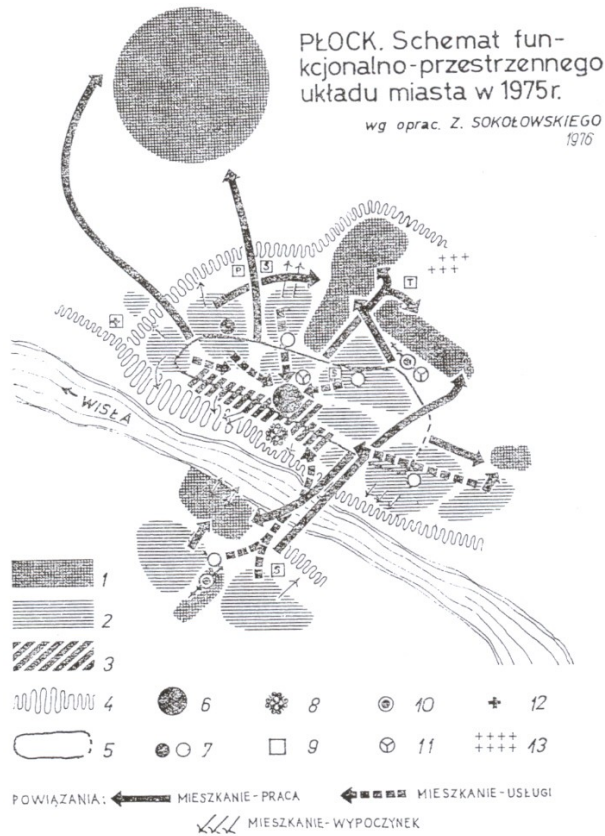 PŁOCK. Schemat fun-
kcjonalno-przestrzennego
układu miasta w 1975r.
wg oprac. Z. SOKOŁOWSKIEGO
1976
P S
T
S
WISŁA
S
1
2
3
4 6 8 10 12
5 7 9 11 13
POWIĄZANIA: MIESZKANIE-PRACA MIESZKANIE-USŁUGI
MIESZKANIE-WYPOCZYNEK